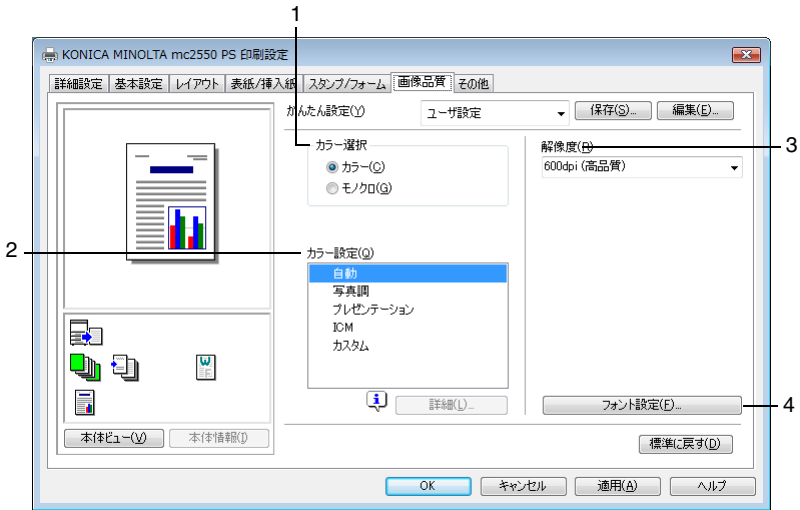 1
KONICA MINOLTA mc2550 PS 印刷設定
詳細設定 基本設定 レイアウト 表紙/挿入紙 スタンプ/フォーム 画像品質 その他
かんたん設定(Y) ユーザ設定 保存(S)... 編集(E)...
カラー選択
カラー(C)
モノクロ(G)
解像度(R)
3
600dpi (高品質)
2
カラー設定(Q)
自動
写真調
プレゼンテーション
ICM
カスタム
詳細(L)...
フォント設定(F)...
4
本体ビュー(V) 本体情報(I)
標準に戻す(D)
OK キャンセル 適用(A) ヘルプ